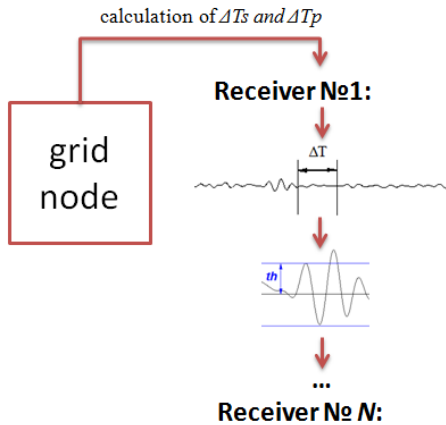 calculation of ΔTs and ΔTp
Receiver №1:
grid
node
ΔT
th
...
Receiver № N: